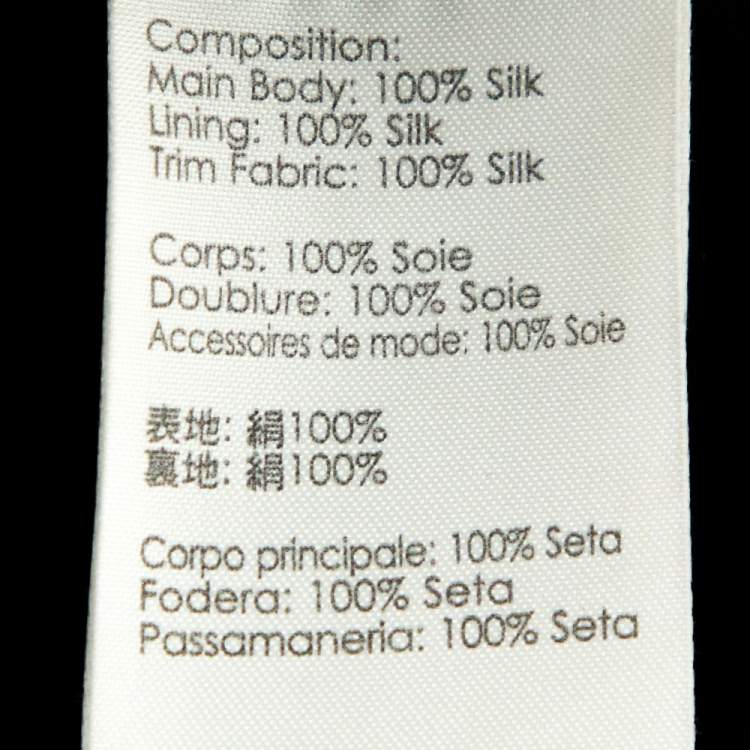 Composition:
Main Body: 100% Silk
Lining: 100% Silk
Trim Fabric: 100% Silk
Corps: 100% Soie
Doublure: 100% Soie
Accessoires de mode: 100% Soie
表地: 絹100%
裏地: 絹100%
Corpo principale: 100% Seta
Fodera: 100% Seta
Passamaneria: 100% Seta